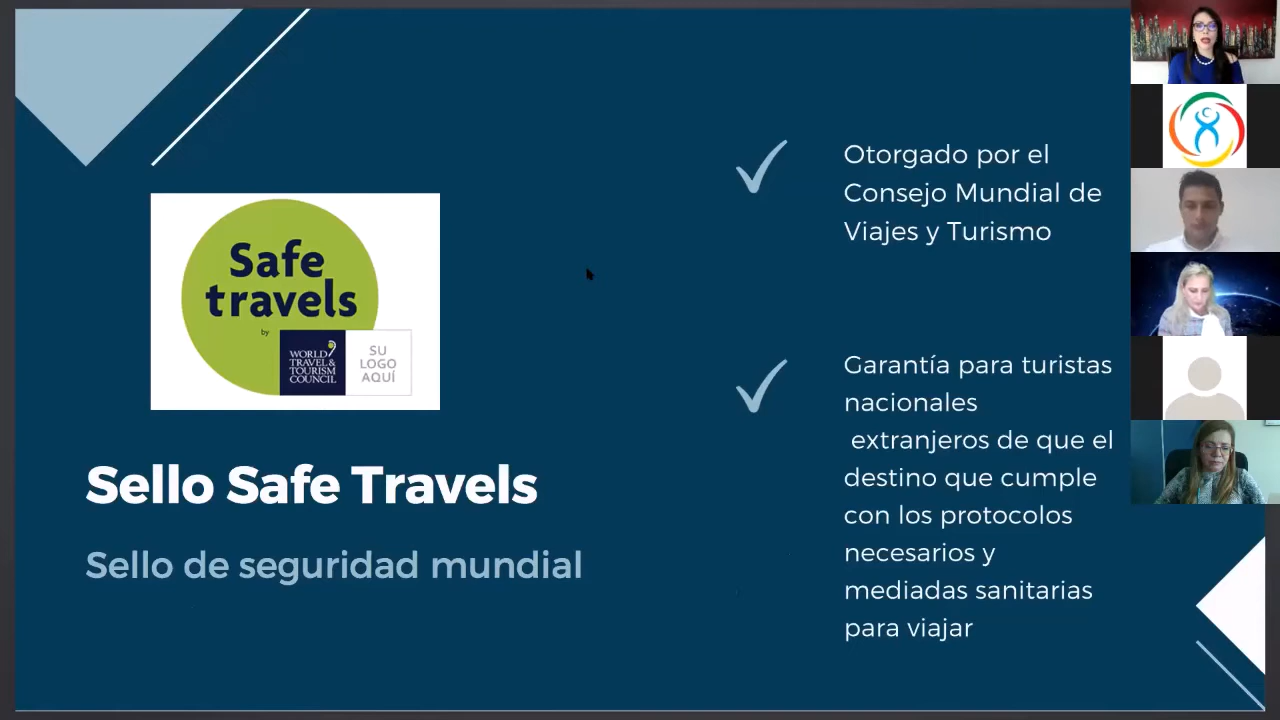 Safe
travels
by
WORLD
TRAVEL &
TOURISM
COUNCIL
SU
LOGO
AQUÍ
Sello Safe Travels
Sello de seguridad mundial
Otorgado por el
Consejo Mundial de
Viajes y Turismo
Garantía para turistas
nacionales
extranjeros de que el
destino que cumple
con los protocolos
necesarios y
mediadas sanitarias
para viajar